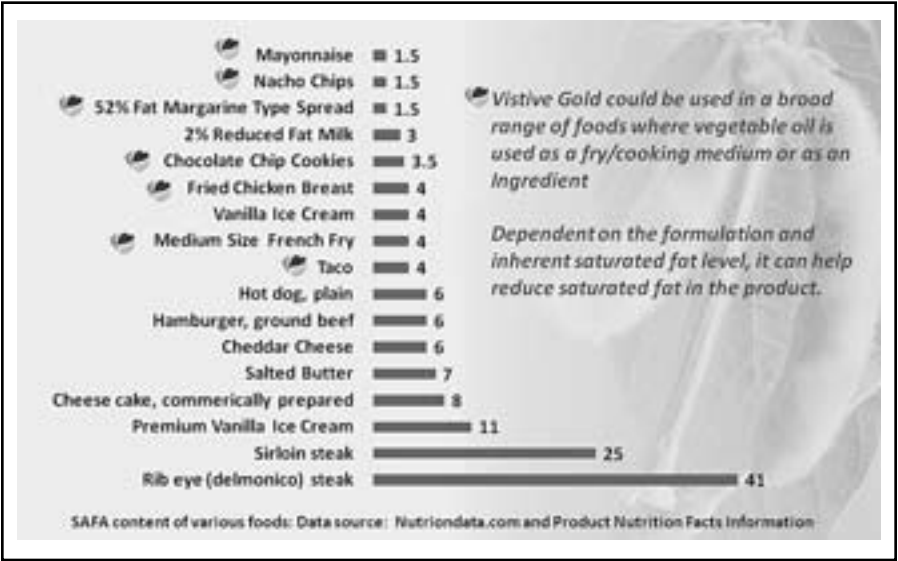 Mayonnaise 1.5
Nacho Chips 1.5
52% Fat Margarine Type Spread 1.5
2% Reduced Fat Milk 3
Chocolate Chip Cookies 3.5
Fried Chicken Breast 4
Vanilla Ice Cream 4
Medium Size French Fry 4
Taco 4
Hot dog, plain 6
Hamburger, ground beef 6
Cheddar Cheese 6
Salted Butter 7
Cheese cake, commerically prepared 8
Premium Vanilla Ice Cream 11
Sirloin steak 25
Rib eye (delmonico) steak 41
Vistive Gold could be used in a broad
range of foods where vegetable oil is
used as a fry/cooking medium or as an
Ingredient
Dependent on the formulation and
inherent saturated fat level, it can help
reduce saturated fat in the product.
SAFA content of various foods: Data source: Nutriondata.com and Product Nutrition Facts Information